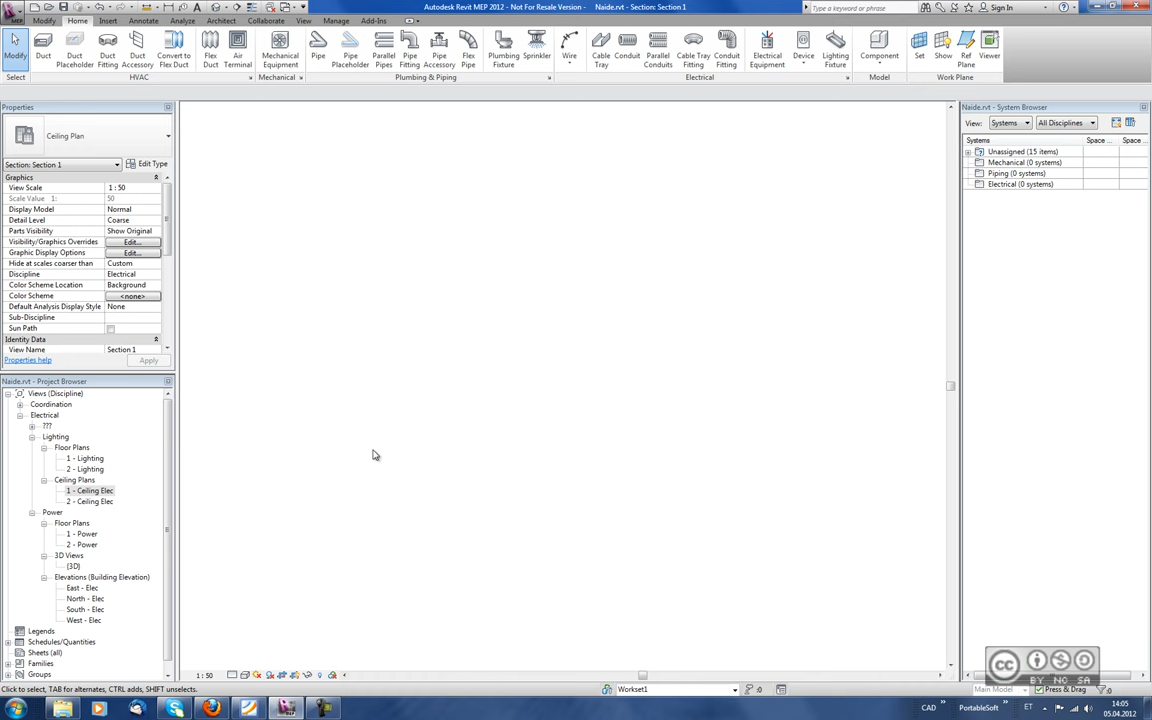 Autodesk Revit MEP 2012 - Not For Resale Version - Naide.rvt - Section: Section 1
Type a keyword or phrase
Sign In
Modify Home Insert Annotate Analyze Architect Collaborate View Manage Add-Ins
Modify Duct Duct Placeholder Duct Fitting Duct Accessory Convert to Flex Duct Flex Duct Air Terminal Mechanical Equipment Pipe Pipe Placeholder Parallel Pipes Pipe Fitting Pipe Accessory Flex Pipe Plumbing Fixture Sprinkler Wire Cable Tray Conduit Parallel Conduits Cable Tray Fitting Conduit Fitting Electrical Equipment Device Lighting Fixture Component Set Show Ref Plane Viewer
Select HVAC Mechanical Plumbing & Piping Electrical Model Work Plane
Properties
Ceiling Plan
Section: Section 1 Edit Type
Graphics
View Scale 1 : 50
Scale Value 1: 50
Display Model Normal
Detail Level Coarse
Parts Visibility Show Original
Visibility/Graphics Overrides Edit...
Graphic Display Options Edit...
Hide at scales coarser than Custom
Discipline Electrical
Color Scheme Location Background
Color Scheme <none>
Default Analysis Display Style None
Sub-Discipline
Sun Path
Identity Data
View Name Section 1
Properties help Apply
Naide.rvt - Project Browser
Views (Discipline)
Coordination
Electrical
???
Lighting
Floor Plans
1 - Lighting
2 - Lighting
Ceiling Plans
1 - Ceiling Elec
2 - Ceiling Elec
Power
Floor Plans
1 - Power
2 - Power
3D Views
{3D}
Elevations (Building Elevation)
East - Elec
North - Elec
South - Elec
West - Elec
Legends
Schedules/Quantities
Sheets (all)
Families
Groups
Naide.rvt - System Browser
View: Systems All Disciplines
Systems Space ... Space ...
Unassigned (15 items)
Mechanical (0 systems)
Piping (0 systems)
Electrical (0 systems)
1 : 50
Click to select, TAB for alternates, CTRL adds, SHIFT unselects.
Workset1
:0
Main Model
Press & Drag
:0
cc BY NC SA
CAD » PortableSoft » ET
14:05
05.04.2012